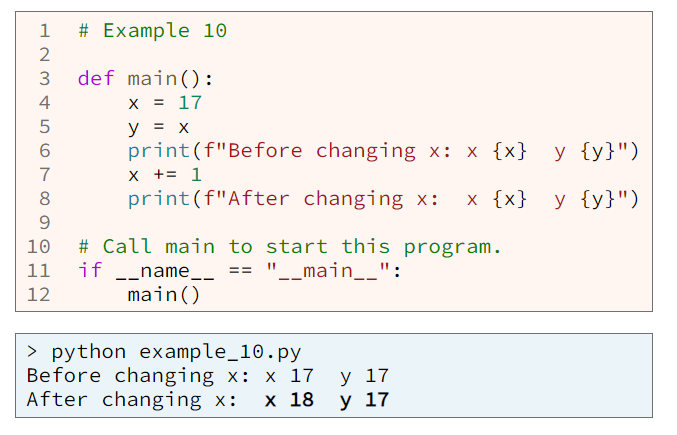 1 # Example 10
2
3 def main():
4     x = 17
5     y = x
6     print(f"Before changing x: x {x}  y {y}")
7     x += 1
8     print(f"After changing x:  x {x}  y {y}")
9
10 # Call main to start this program.
11 if __name__ == "__main__":
12     main()
> python example_10.py
Before changing x: x 17  y 17
After changing x:  x 18  y 17